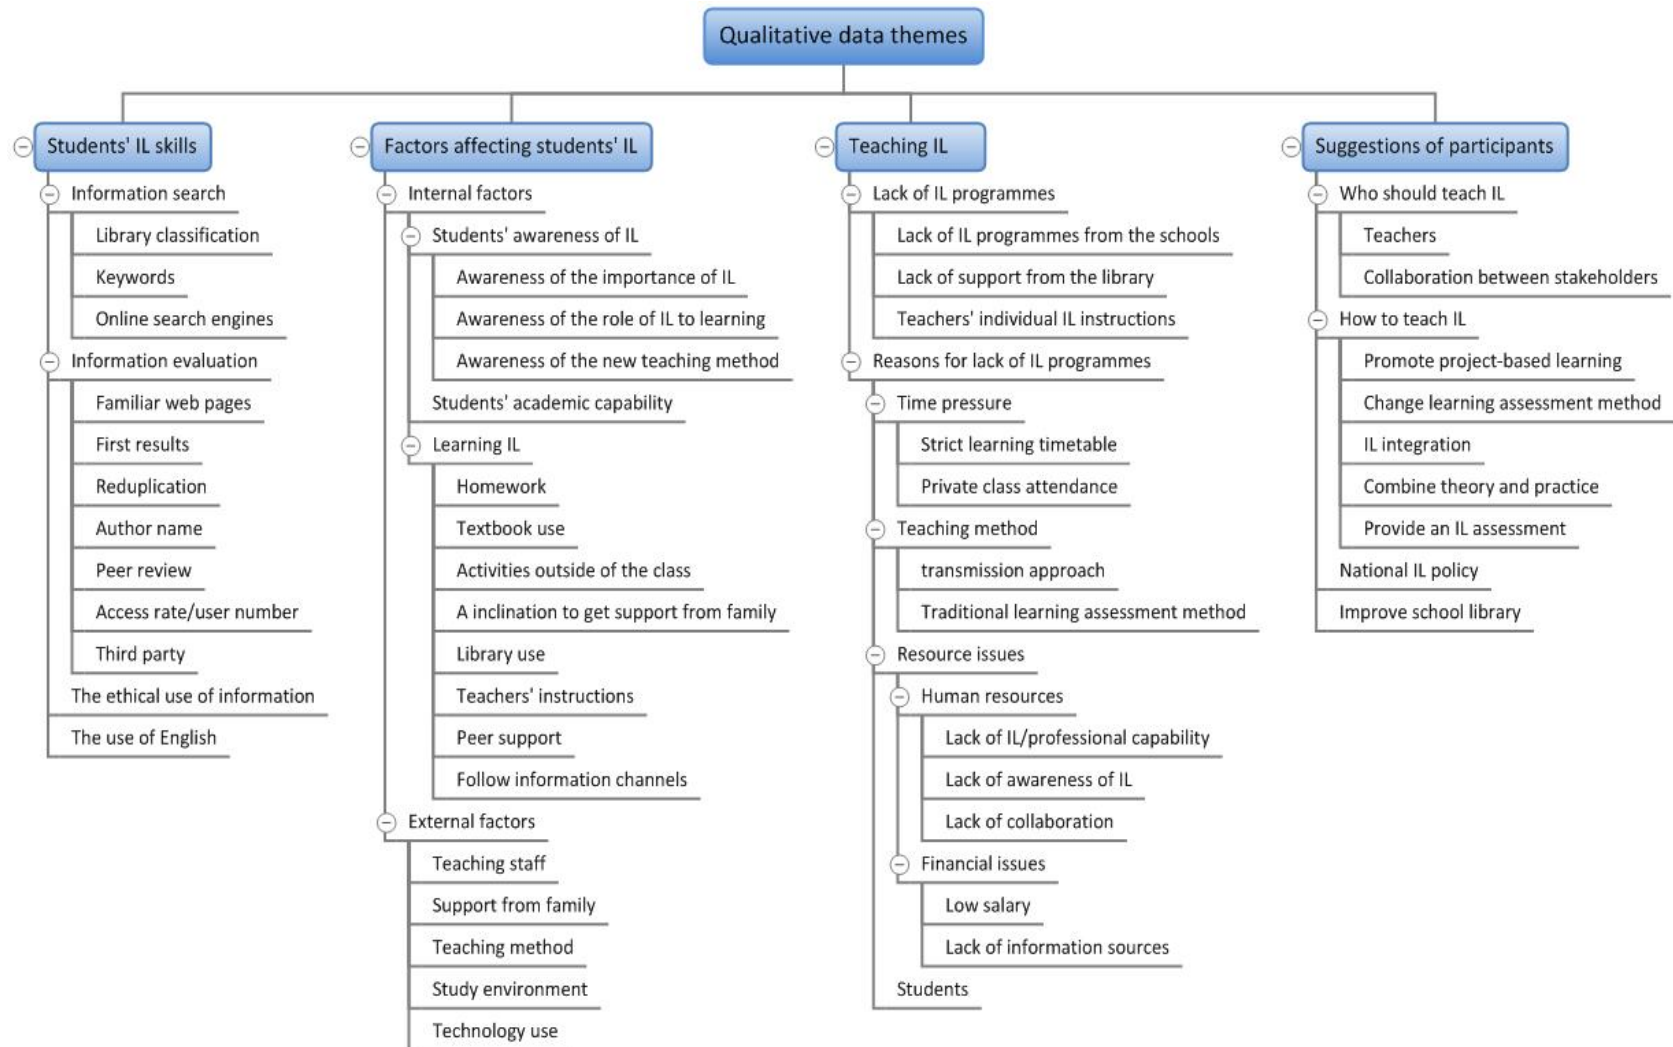 Qualitative data themes
Students' IL skills
Information search
Library classification
Keywords
Online search engines
Information evaluation
Familiar web pages
First results
Reduplication
Author name
Peer review
Access rate/user number
Third party
The ethical use of information
The use of English
Factors affecting students' IL
Internal factors
Students' awareness of IL
Awareness of the importance of IL
Awareness of the role of IL to learning
Awareness of the new teaching method
Students' academic capability
Learning IL
Homework
Textbook use
Activities outside of the class
A inclination to get support from family
Library use
Teachers' instructions
Peer support
Follow information channels
External factors
Teaching staff
Support from family
Teaching method
Study environment
Technology use
Teaching IL
Lack of IL programmes
Lack of IL programmes from the schools
Lack of support from the library
Teachers' individual IL instructions
Reasons for lack of IL programmes
Time pressure
Strict learning timetable
Private class attendance
Teaching method
transmission approach
Traditional learning assessment method
Resource issues
Human resources
Lack of IL/professional capability
Lack of awareness of IL
Lack of collaboration
Financial issues
Low salary
Lack of information sources
Students
Suggestions of participants
Who should teach IL
Teachers
Collaboration between stakeholders
How to teach IL
Promote project-based learning
Change learning assessment method
IL integration
Combine theory and practice
Provide an IL assessment
National IL policy
Improve school library